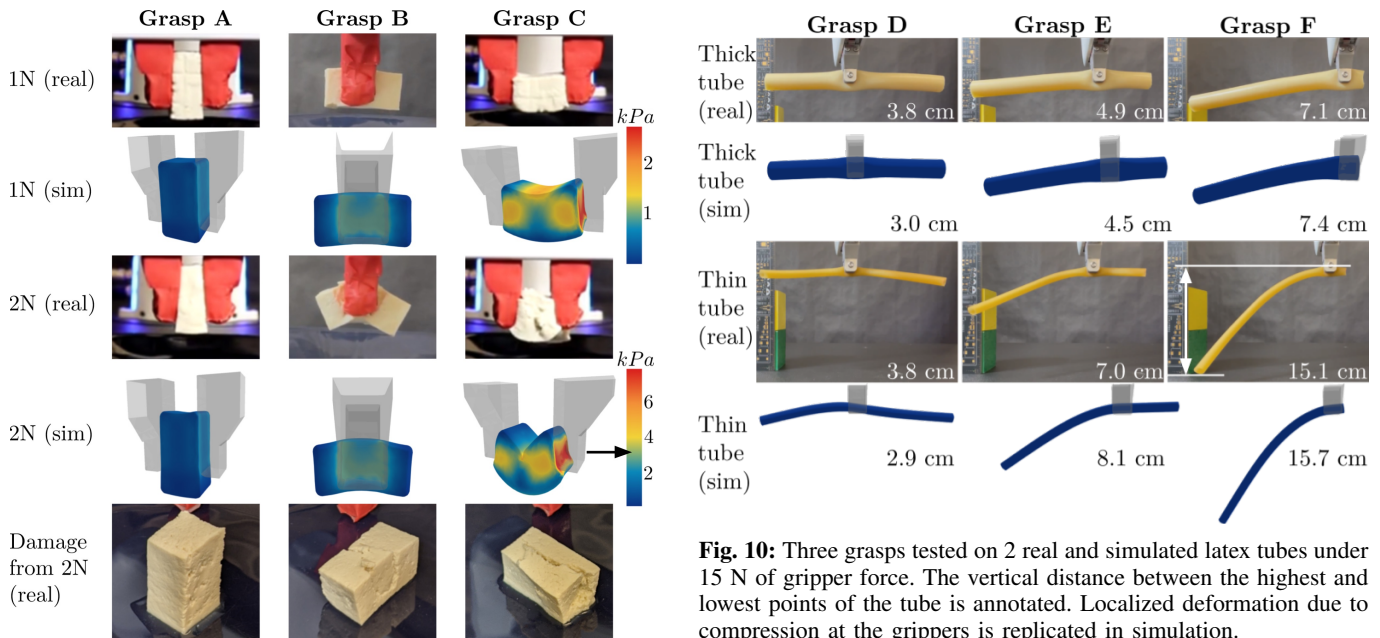 Grasp A Grasp B Grasp C
1N (real)
kPa
2
1N (sim)
1
2N (real)
kPa
6
2N (sim)
4
2
Damage
from 2N
(real)
Grasp D Grasp E Grasp F
Thick
tube
(real)
3.8 cm 4.9 cm 7.1 cm
Thick
tube
(sim)
3.0 cm 4.5 cm 7.4 cm
Thin
tube
(real)
3.8 cm 7.0 cm 15.1 cm
Thin
tube
(sim)
2.9 cm 8.1 cm 15.7 cm
Fig. 10: Three grasps tested on 2 real and simulated latex tubes under
15 N of gripper force. The vertical distance between the highest and
lowest points of the tube is annotated. Localized deformation due to
compression at the grippers is replicated in simulation.